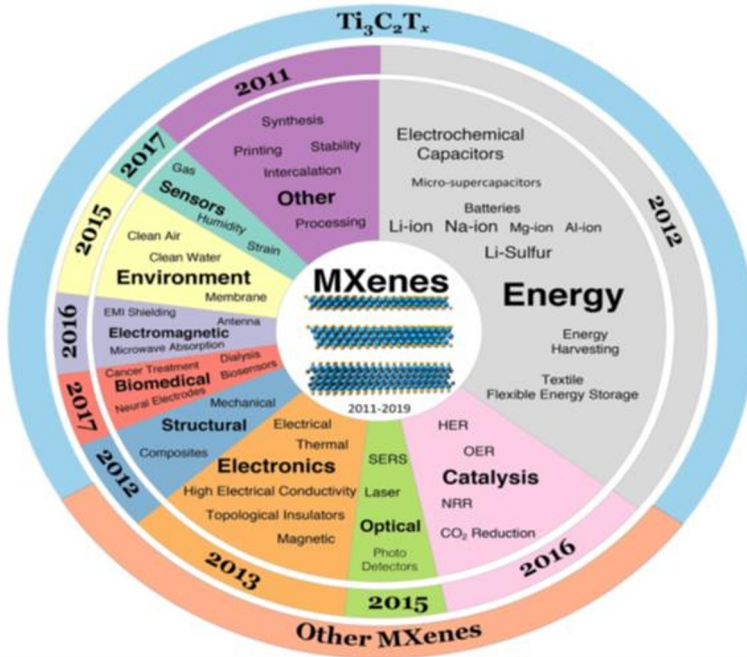 Ti₃C₂Tₓ
2011
Synthesis
Printing Stability
Intercalation
Other
Processing
2012
Electrochemical
Capacitors
Micro-supercapacitors
Batteries
Li-ion Na-ion Mg-ion Al-ion
Li-Sulfur
Energy
Energy
Harvesting
Textile
Flexible Energy Storage
2017
Gas
Sensors
Humidity
Strain
2015
Clean Air
Clean Water
Environment
Membrane
2016
EMI Shielding
Antenna
Electromagnetic
Microwave Absorption
2017
Cancer Treatment Dialysis
Biomedical Biosensors
Neural Electrodes
2012
Mechanical
Structural
Composites
2013
Electrical
Thermal
Electronics
High Electrical Conductivity
Topological Insulators
Magnetic
2015
SERS
Laser
Optical
Photo
Detectors
2016
HER
OER
Catalysis
NRR
CO₂ Reduction
MXenes
2011-2019
Other MXenes